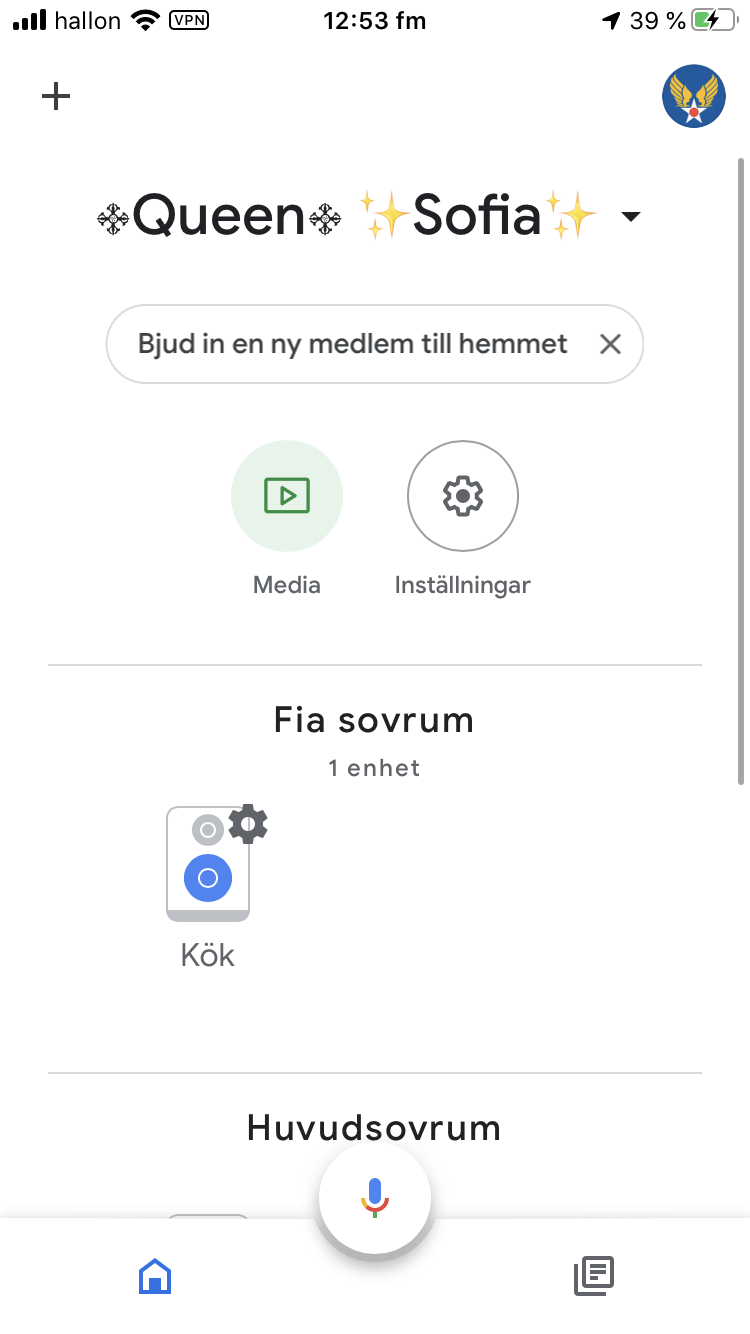 hallon VPN 12:53 fm 39 %
Queen ✨Sofia✨
Bjud in en ny medlem till hemmet
Media Inställningar
Fia sovrum
1 enhet
Kök
Huvudsovrum